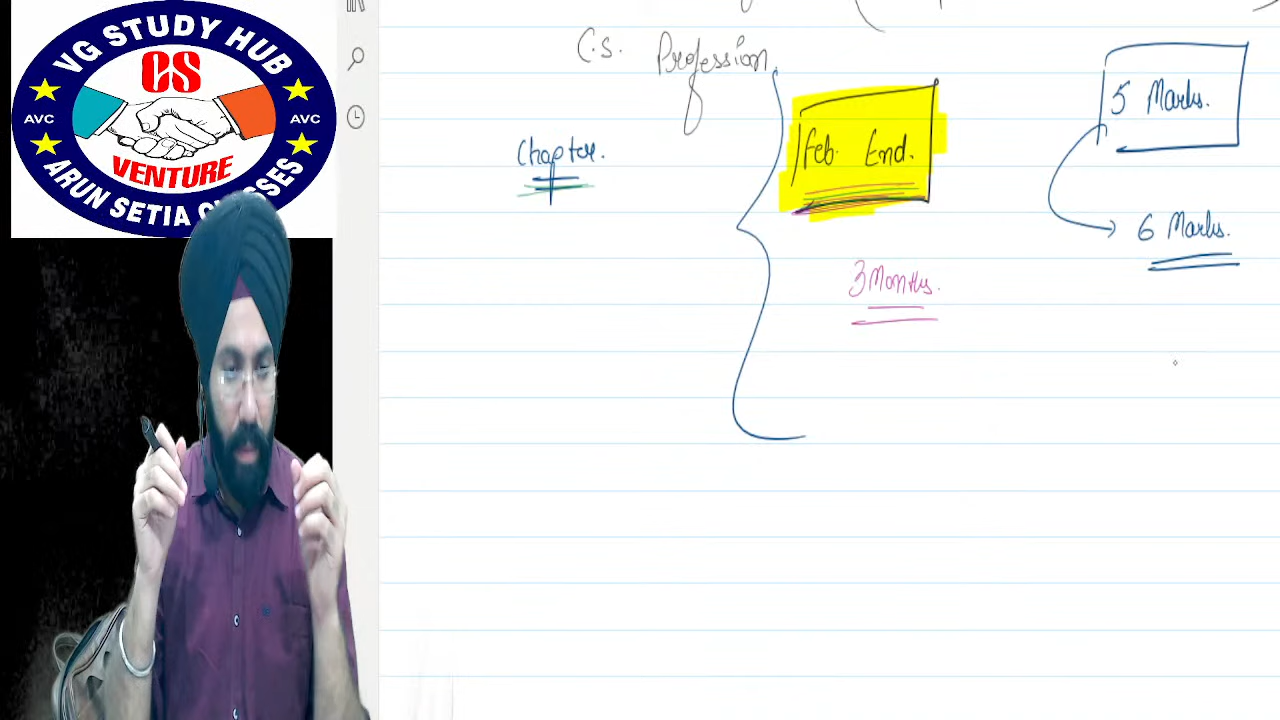 VG STUDY HUB
CS
AVC
AVC
VENTURE
ARUN SETIA
C.S. Profession
Chapter.
Feb. End.
3 Months.
5 Marks.
6 Marks.